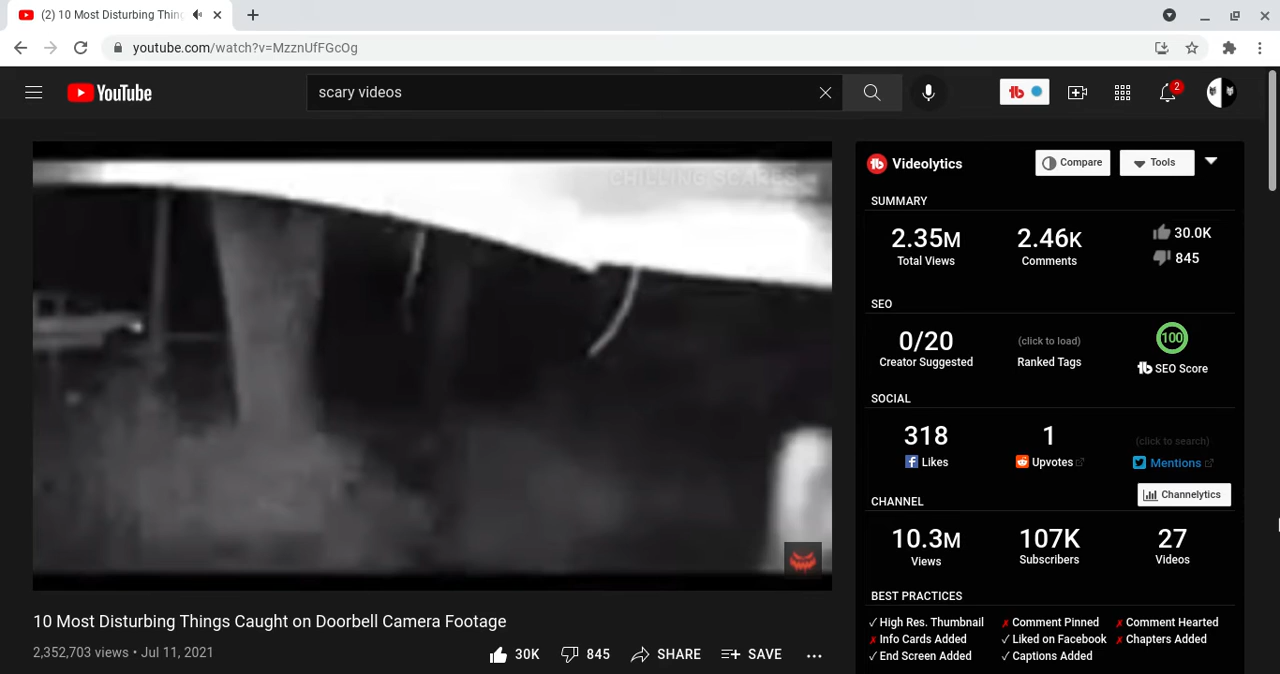 (2) 10 Most Disturbing Thing
youtube.com/watch?v=MzznUfFGcOg
YouTube
scary videos
2
CHILLING SCARES
Videolytics
Compare
Tools
SUMMARY
2.35M
2.46K
30.0K
Total Views
Comments
845
SEO
0/20
(click to load)
100
Creator Suggested
Ranked Tags
SEO Score
SOCIAL
318
1
(click to search)
Likes
Upvotes
Mentions
Channelytics
CHANNEL
10.3M
107K
27
Views
Subscribers
Videos
BEST PRACTICES
✓ High Res. Thumbnail
✗ Comment Pinned
✗ Comment Hearted
✗ Info Cards Added
✓ Liked on Facebook
✗ Chapters Added
✓ End Screen Added
✓ Captions Added
10 Most Disturbing Things Caught on Doorbell Camera Footage
2,352,703 views • Jul 11, 2021
30K
845
SHARE
SAVE